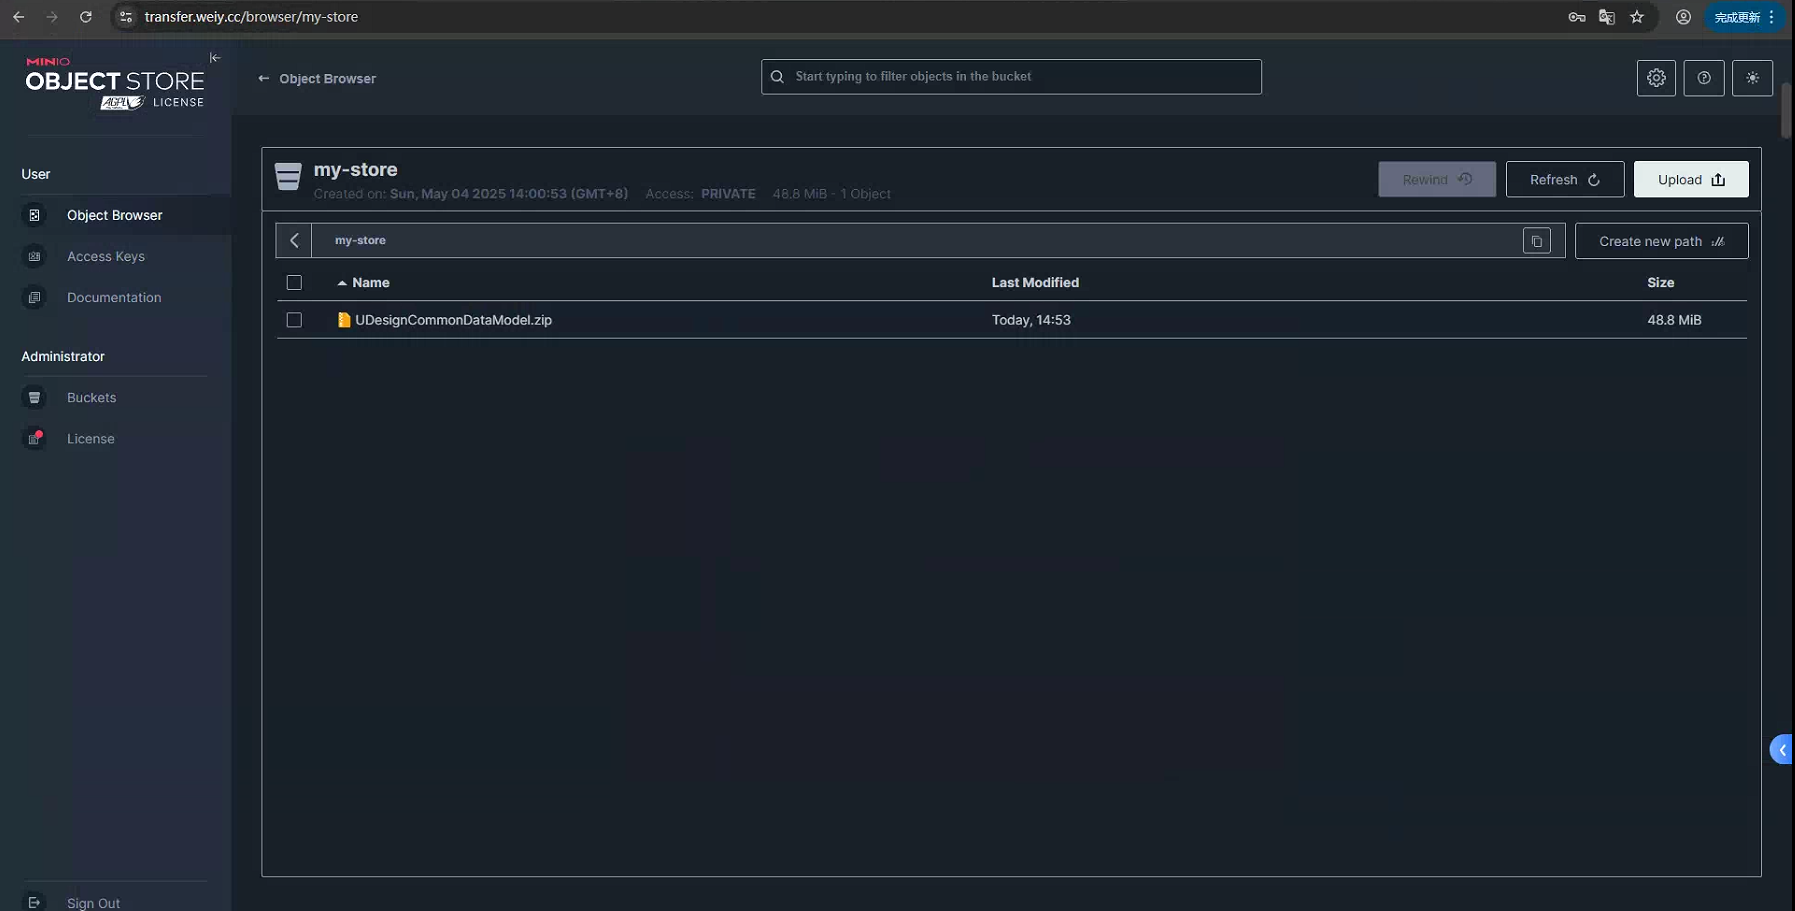 transfer.weiy.cc/browser/my-store
完成更新
MINIO
OBJECT STORE
AGPLv3 LICENSE
Object Browser
Start typing to filter objects in the bucket
User
Object Browser
Access Keys
Documentation
Administrator
Buckets
License
Sign Out
my-store
Created on: Sun, May 04 2025 14:00:53 (GMT+8) Access: PRIVATE 48.8 MiB - 1 Object
Rewind
Refresh
Upload
my-store
Create new path
Name Last Modified Size
UDesignCommonDataModel.zip Today, 14:53 48.8 MiB